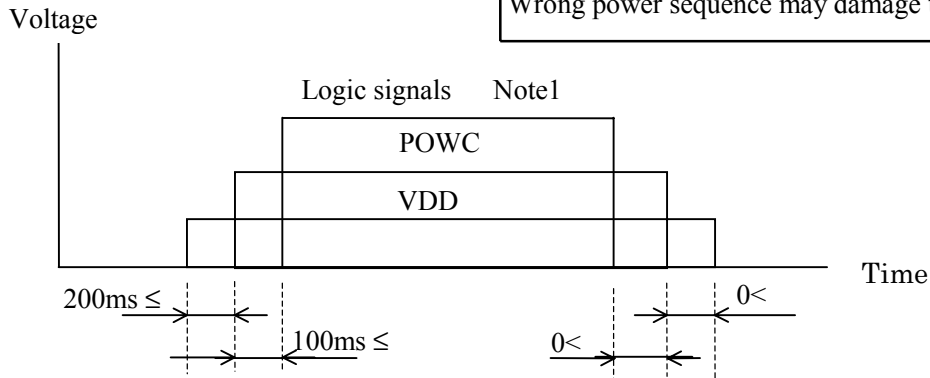 Wrong power sequence may damage
Voltage
Logic signals Note1
POWC
VDD
Time
200ms ≤
0<
100ms ≤
0<